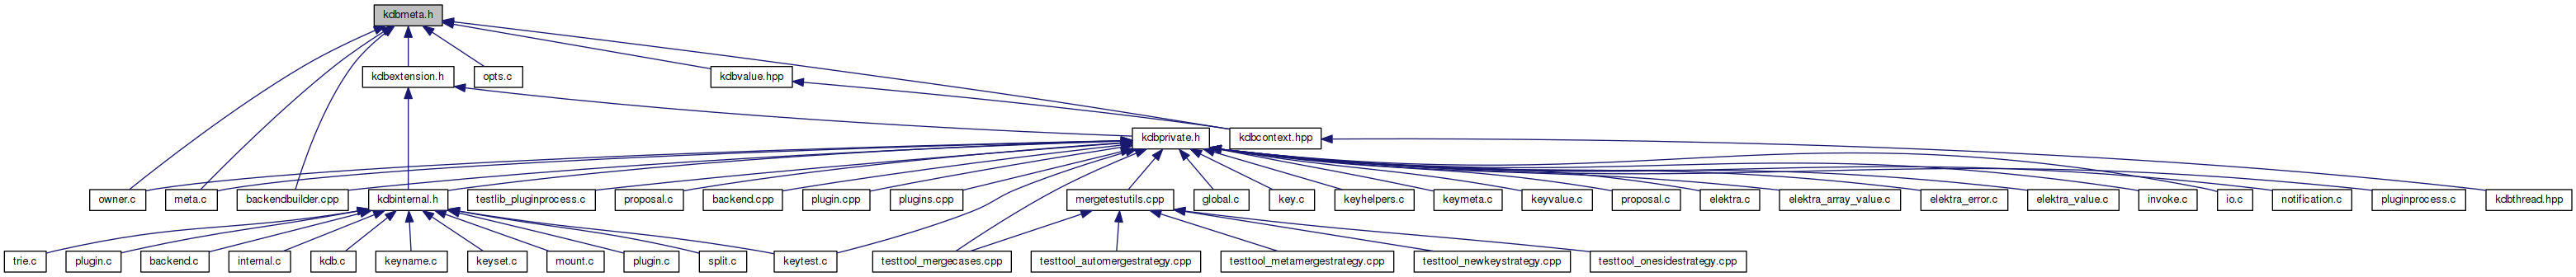 kdbmeta.h
kdbextension.h
opts.c
kdbvalue.hpp
kdbprivate.h
kdbcontext.hpp
owner.c
meta.c
backendbuilder.cpp
kdbinternal.h
testlib_pluginprocess.c
proposal.c
backend.cpp
plugin.cpp
plugins.cpp
mergetestutils.cpp
global.c
key.c
keyhelpers.c
keymeta.c
keyvalue.c
proposal.c
elektra.c
elektra_array_value.c
elektra_error.c
elektra_value.c
invoke.c
io.c
notification.c
pluginprocess.c
kdbthread.hpp
trie.c
plugin.c
backend.c
internal.c
kdb.c
keyname.c
keyset.c
mount.c
plugin.c
split.c
keytest.c
testtool_mergecases.cpp
testtool_automergestrategy.cpp
testtool_metamergestrategy.cpp
testtool_newkeystrategy.cpp
testtool_onesidestrategy.cpp